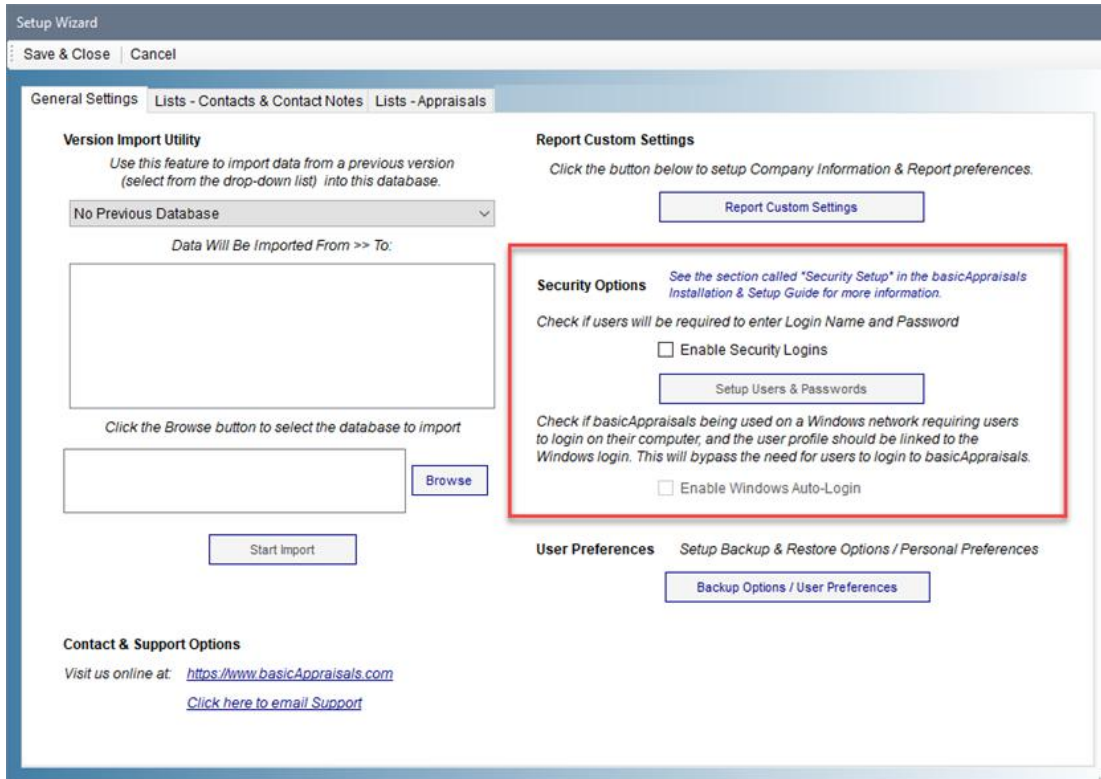 Setup Wizard
Save & Close Cancel
General Settings Lists - Contacts & Contact Notes Lists - Appraisals
Version Import Utility
Use this feature to import data from a previous version
(select from the drop-down list) into this database.
No Previous Database
Data Will Be Imported From >> To:
Click the Browse button to select the database to import
Browse
Start Import
Contact & Support Options
Visit us online at: https://www.basicAppraisals.com
Click here to email Support
Report Custom Settings
Click the button below to setup Company Information & Report preferences.
Report Custom Settings
Security Options
See the section called "Security Setup" in the basicAppraisals
Installation & Setup Guide for more information.
Check if users will be required to enter Login Name and Password
Enable Security Logins
Setup Users & Passwords
Check if basicAppraisals being used on a Windows network requiring users
to login on their computer, and the user profile should be linked to the
Windows login. This will bypass the need for users to login to basicAppraisals.
Enable Windows Auto-Login
User Preferences Setup Backup & Restore Options / Personal Preferences
Backup Options / User Preferences